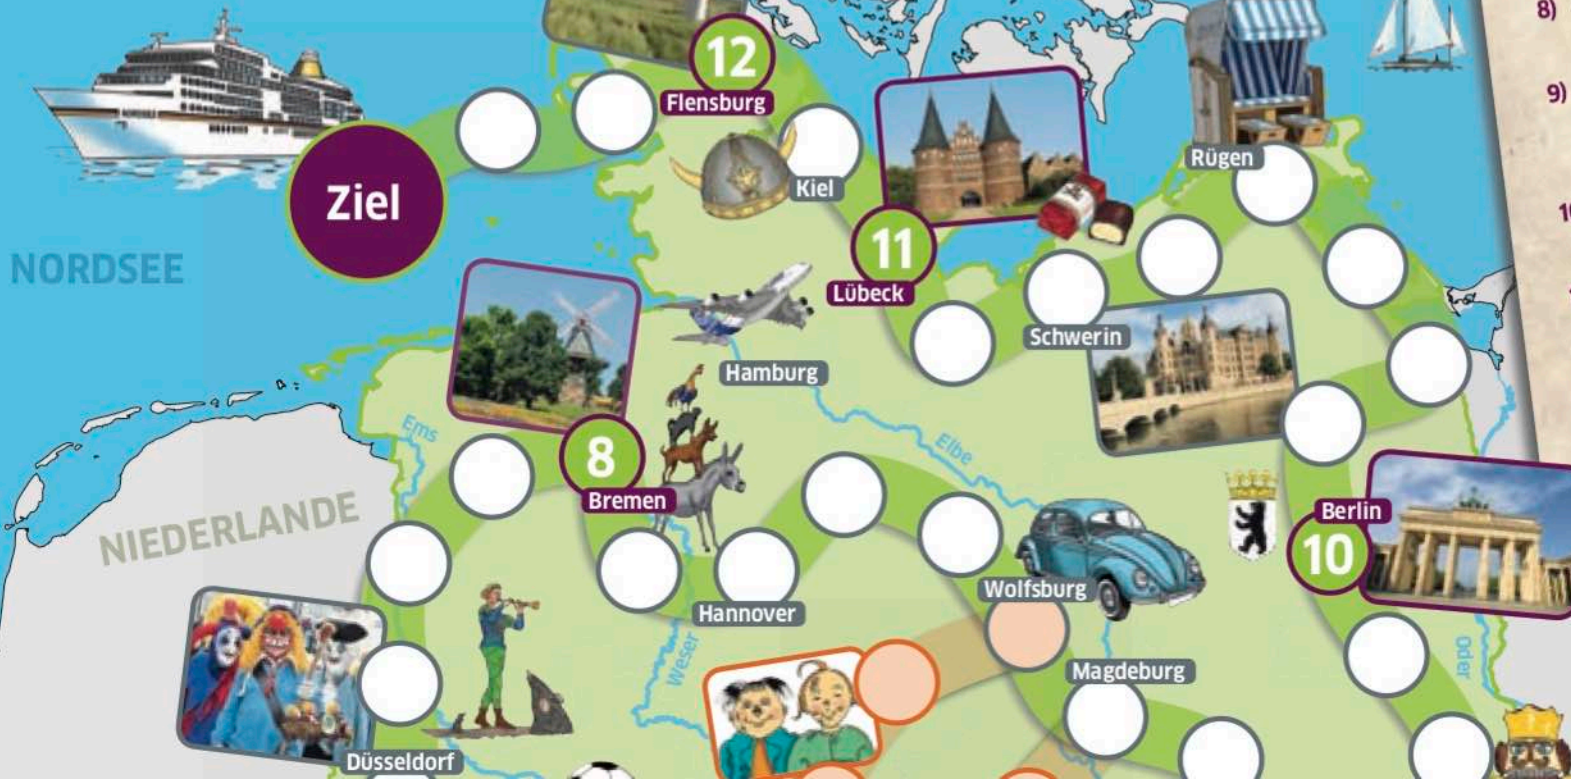 8)
12
Flensburg
9)
Rügen
Kiel
Ziel
11
NORDSEE
Lübeck
Schwerin
Hamburg
Ems
Elbe
8
Bremen
Berlin
10
NIEDERLANDE
Wolfsburg
Hannover
Weser
Oder
Magdeburg
Düsseldorf